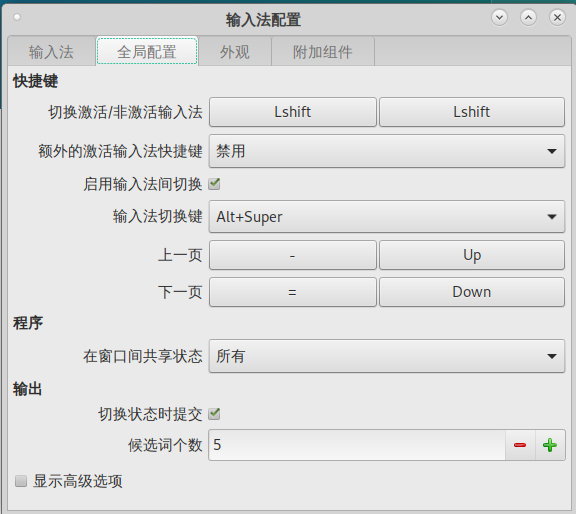 输入法配置
输入法 全局配置 外观 附加组件
快捷键
切换激活/非激活输入法 Lshift Lshift
额外的激活输入法快捷键 禁用
启用输入法间切换
输入法切换键 Alt+Super
上一页 - Up
下一页 = Down
程序
在窗口间共享状态 所有
输出
切换状态时提交
候选词个数 5
显示高级选项